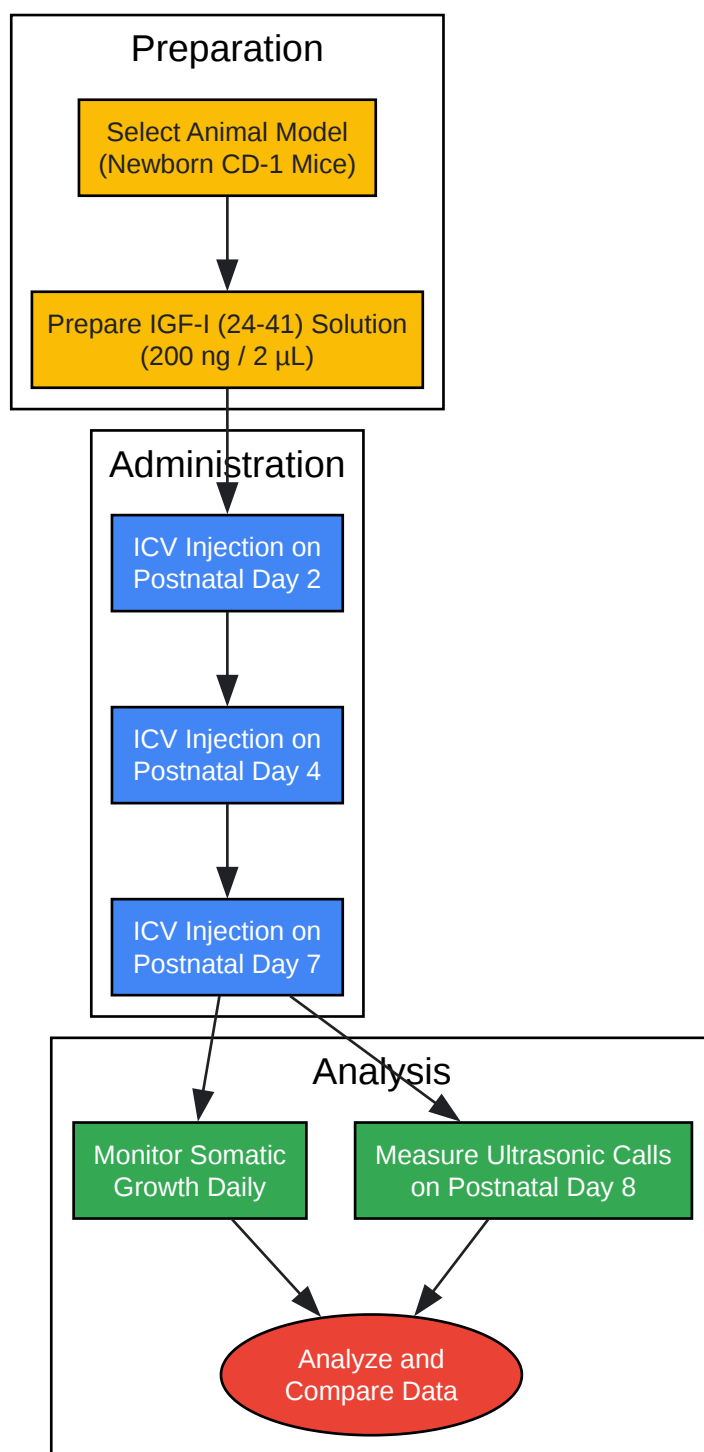 Preparation
Select Animal Model
(Newborn CD-1 Mice)
Prepare IGF-I (24-41) Solution
(200 ng / 2 µL)
Administration
ICV Injection on
Postnatal Day 2
ICV Injection on
Postnatal Day 4
ICV Injection on
Postnatal Day 7
Analysis
Monitor Somatic
Growth Daily
Measure Ultrasonic Calls
on Postnatal Day 8
Analyze and
Compare Data